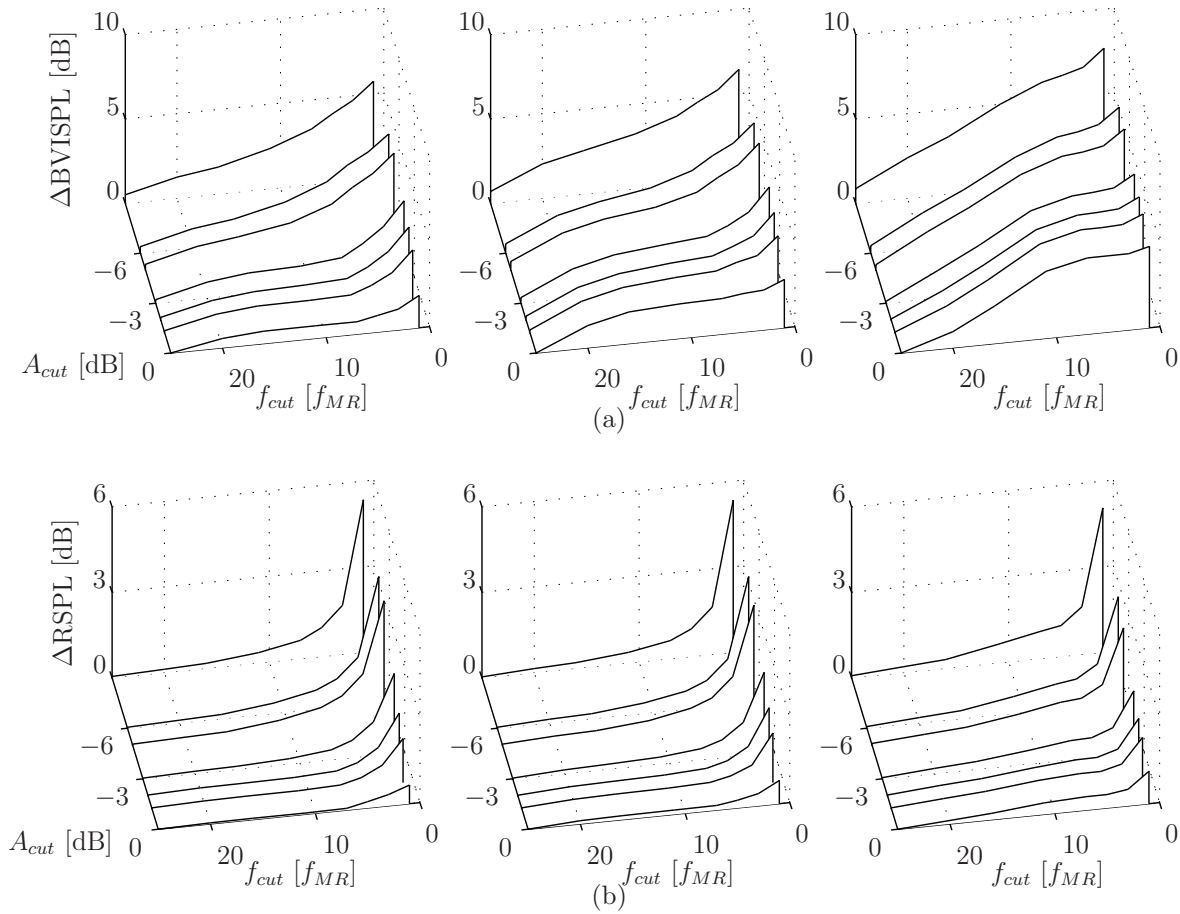 10 10 10
ΔBVISPL [dB]
5 5 5
0 0 0
−6 −6 −6
−3 −3 −3
A_cut [dB] 0 20 10 0 0 20 10 0 0 20 10 0
f_cut [f_MR] f_cut [f_MR] f_cut [f_MR]
(a)
6 6 6
ΔRSPL [dB]
3 3 3
0 0 0
−6 −6 −6
−3 −3 −3
A_cut [dB] 0 20 10 0 0 20 10 0 0 20 10 0
f_cut [f_MR] f_cut [f_MR] f_cut [f_MR]
(b)